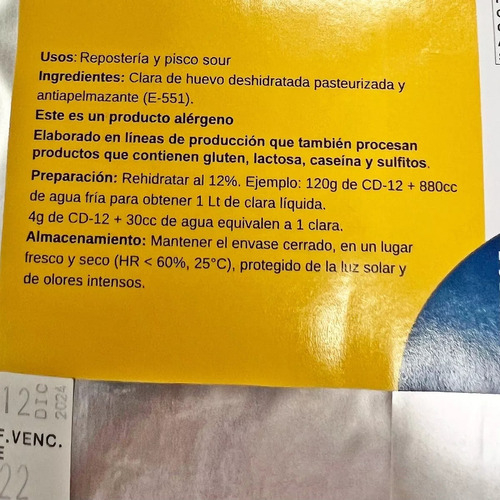 Usos: Repostería y pisco sour
Ingredientes: Clara de huevo deshidratada pasteurizada y
antiapelmazante (E-551).
Este es un producto alérgeno
Elaborado en líneas de producción que también procesan
productos que contienen gluten, lactosa, caseína y sulfitos.
Preparación: Rehidratar al 12%. Ejemplo: 120g de CD-12 + 880cc
de agua fría para obtener 1 Lt de clara líquida.
4g de CD-12 + 30cc de agua equivalen a 1 clara.
Almacenamiento: Mantener el envase cerrado, en un lugar
fresco y seco (HR < 60%, 25°C), protegido de la luz solar y
de olores intensos.
12 DIC 2024
F.VENC.
E
22